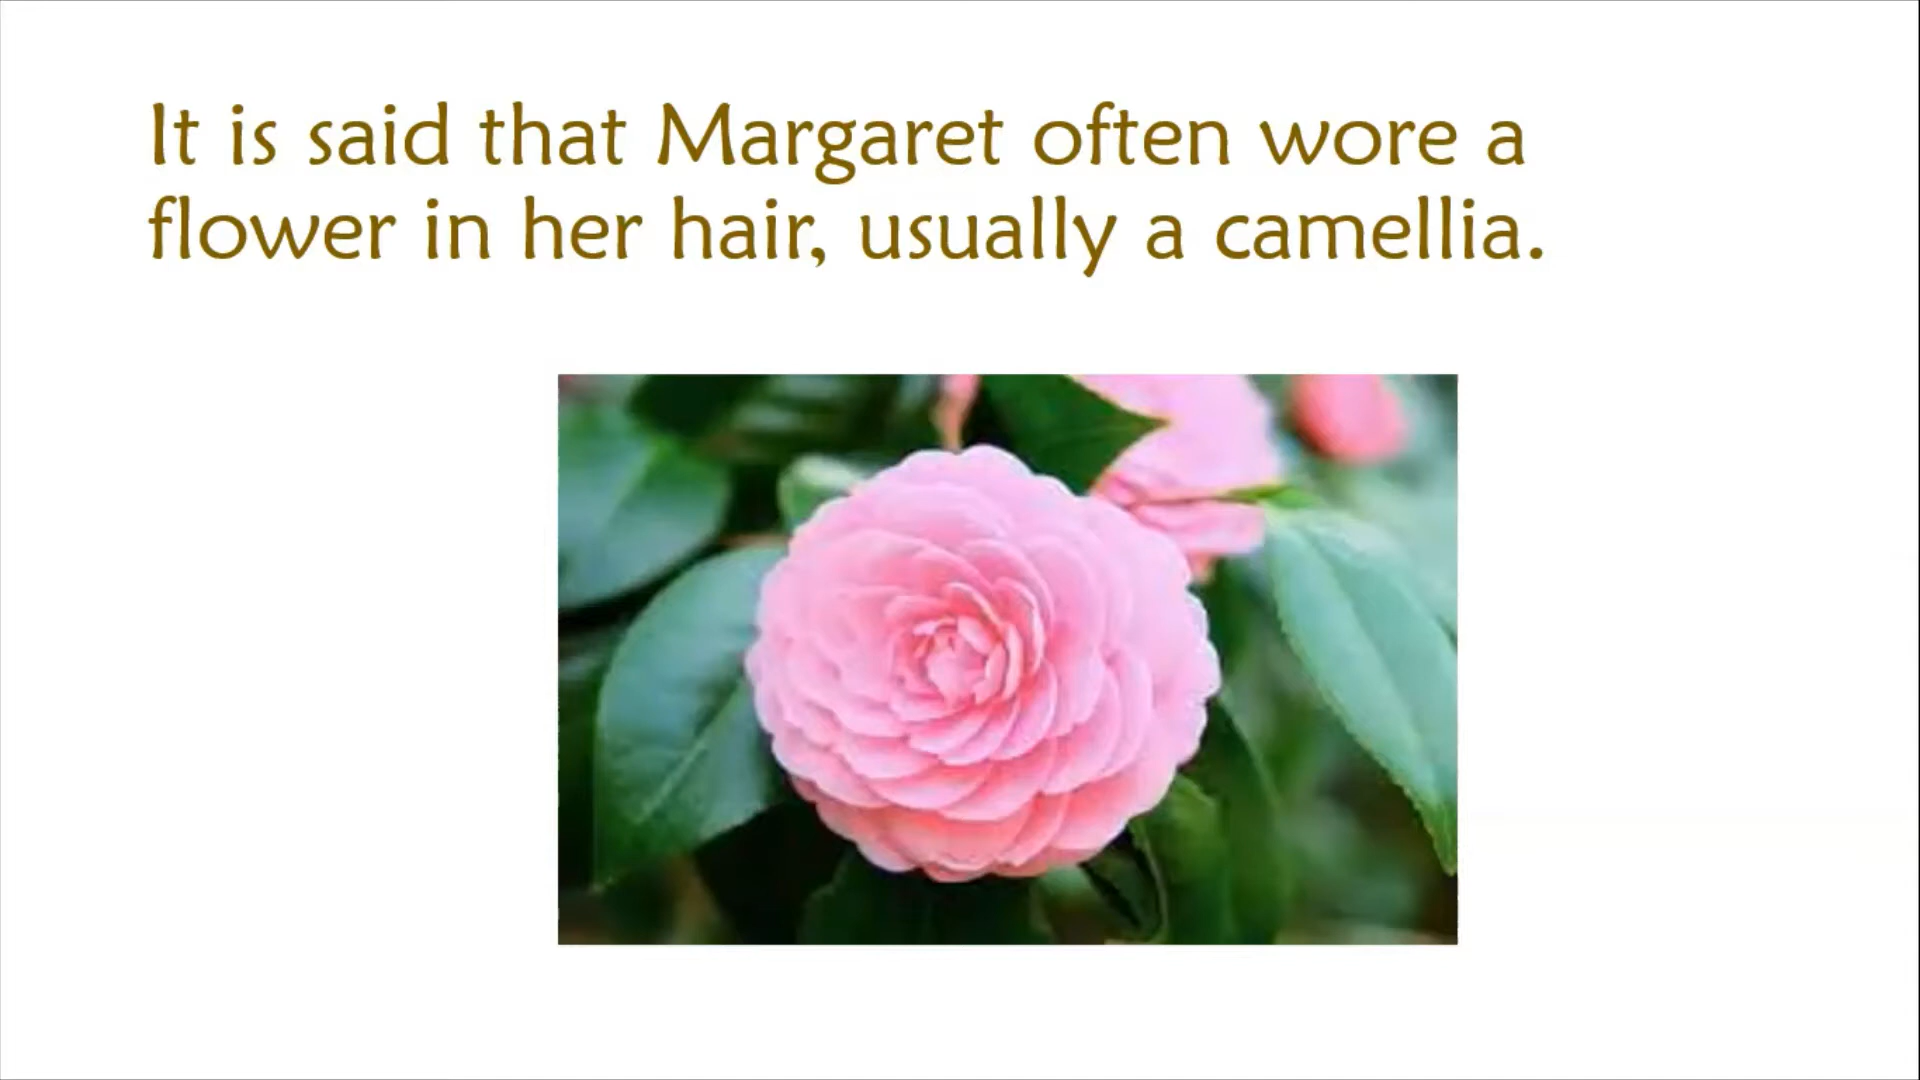 It is said that Margaret often wore a
flower in her hair, usually a camellia.